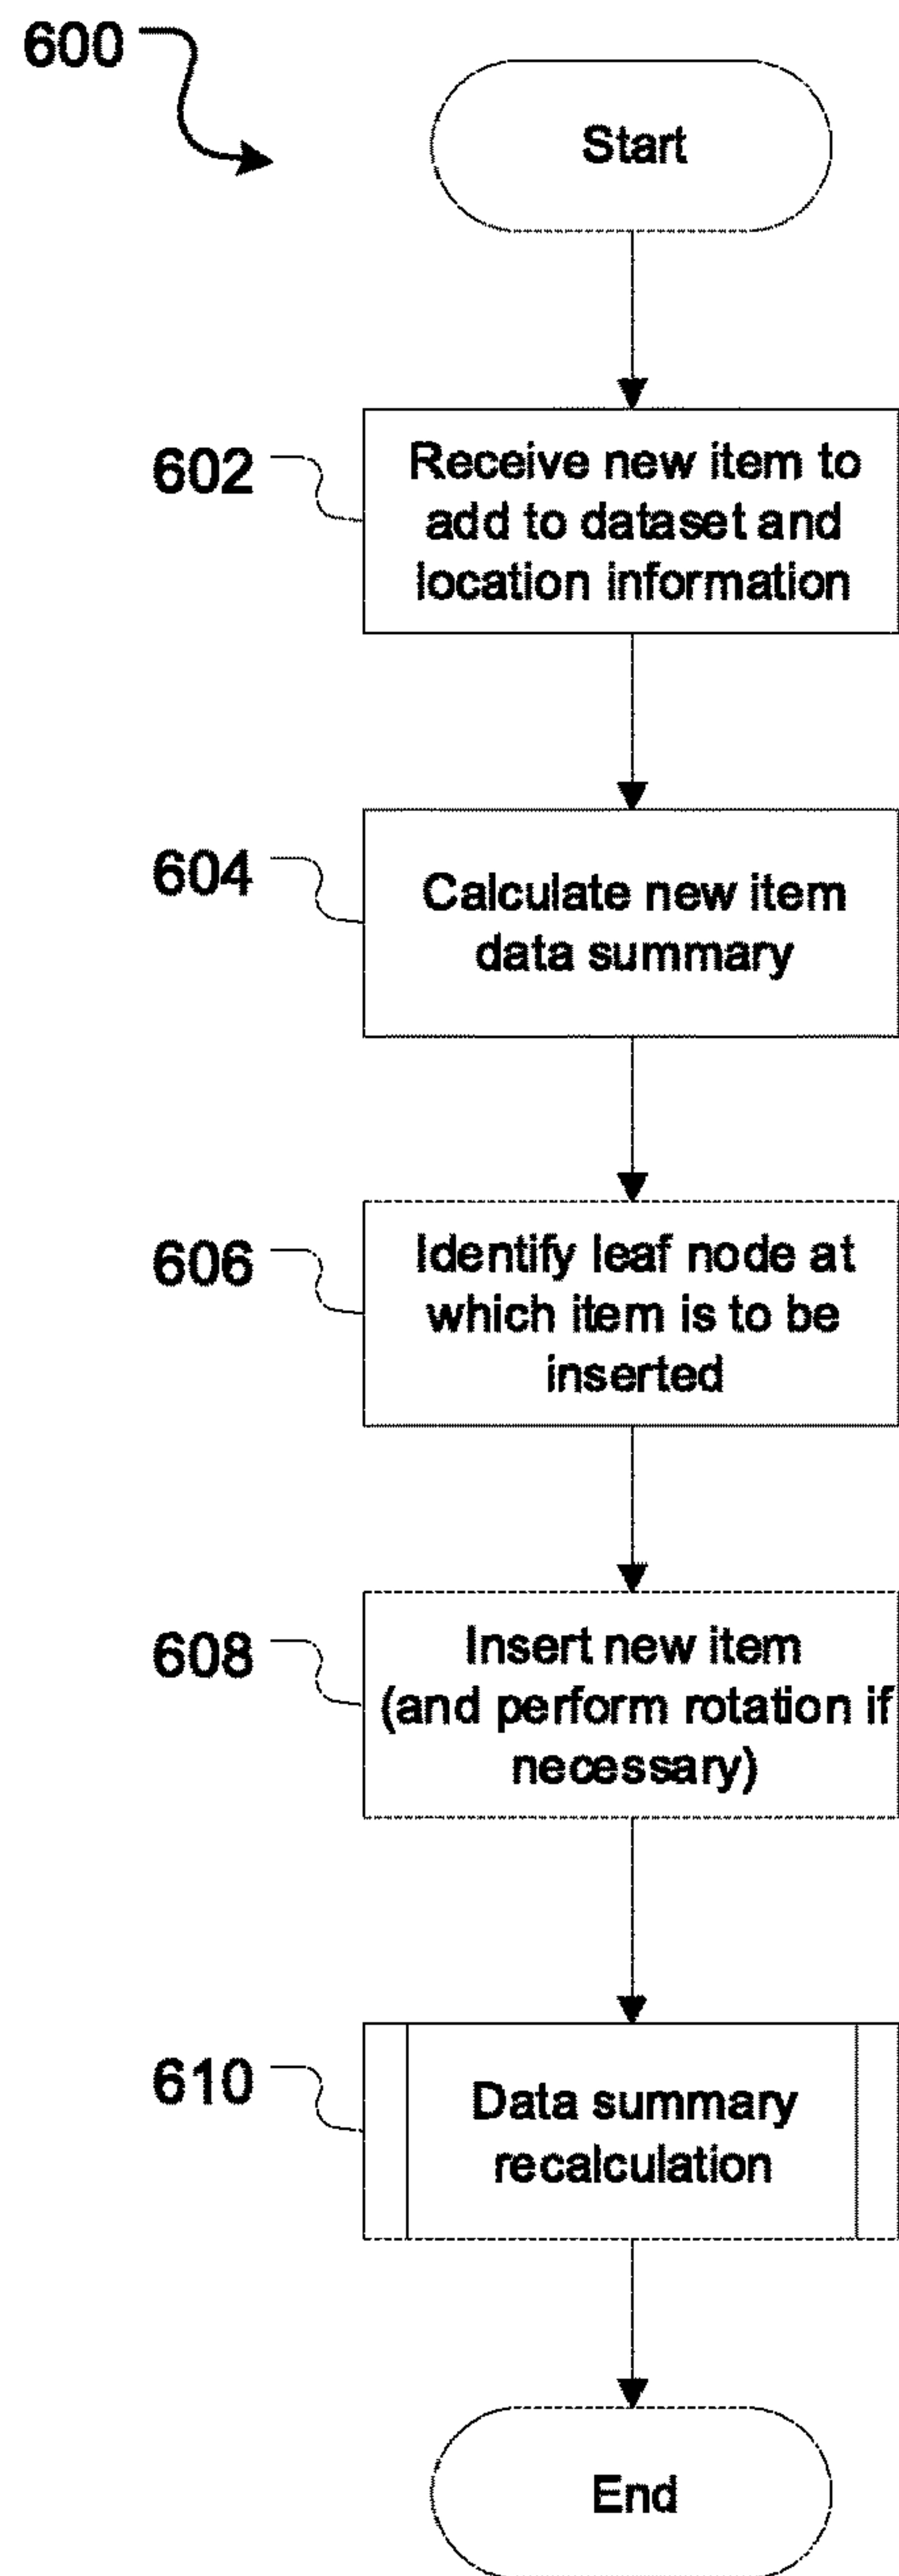 600
Start
602
Receive new item to
add to dataset and
location information
604
Calculate new item
data summary
606
Identify leaf node at
which item is to be
inserted
608
Insert new item
(and perform rotation if
necessary)
610
Data summary
recalculation
End